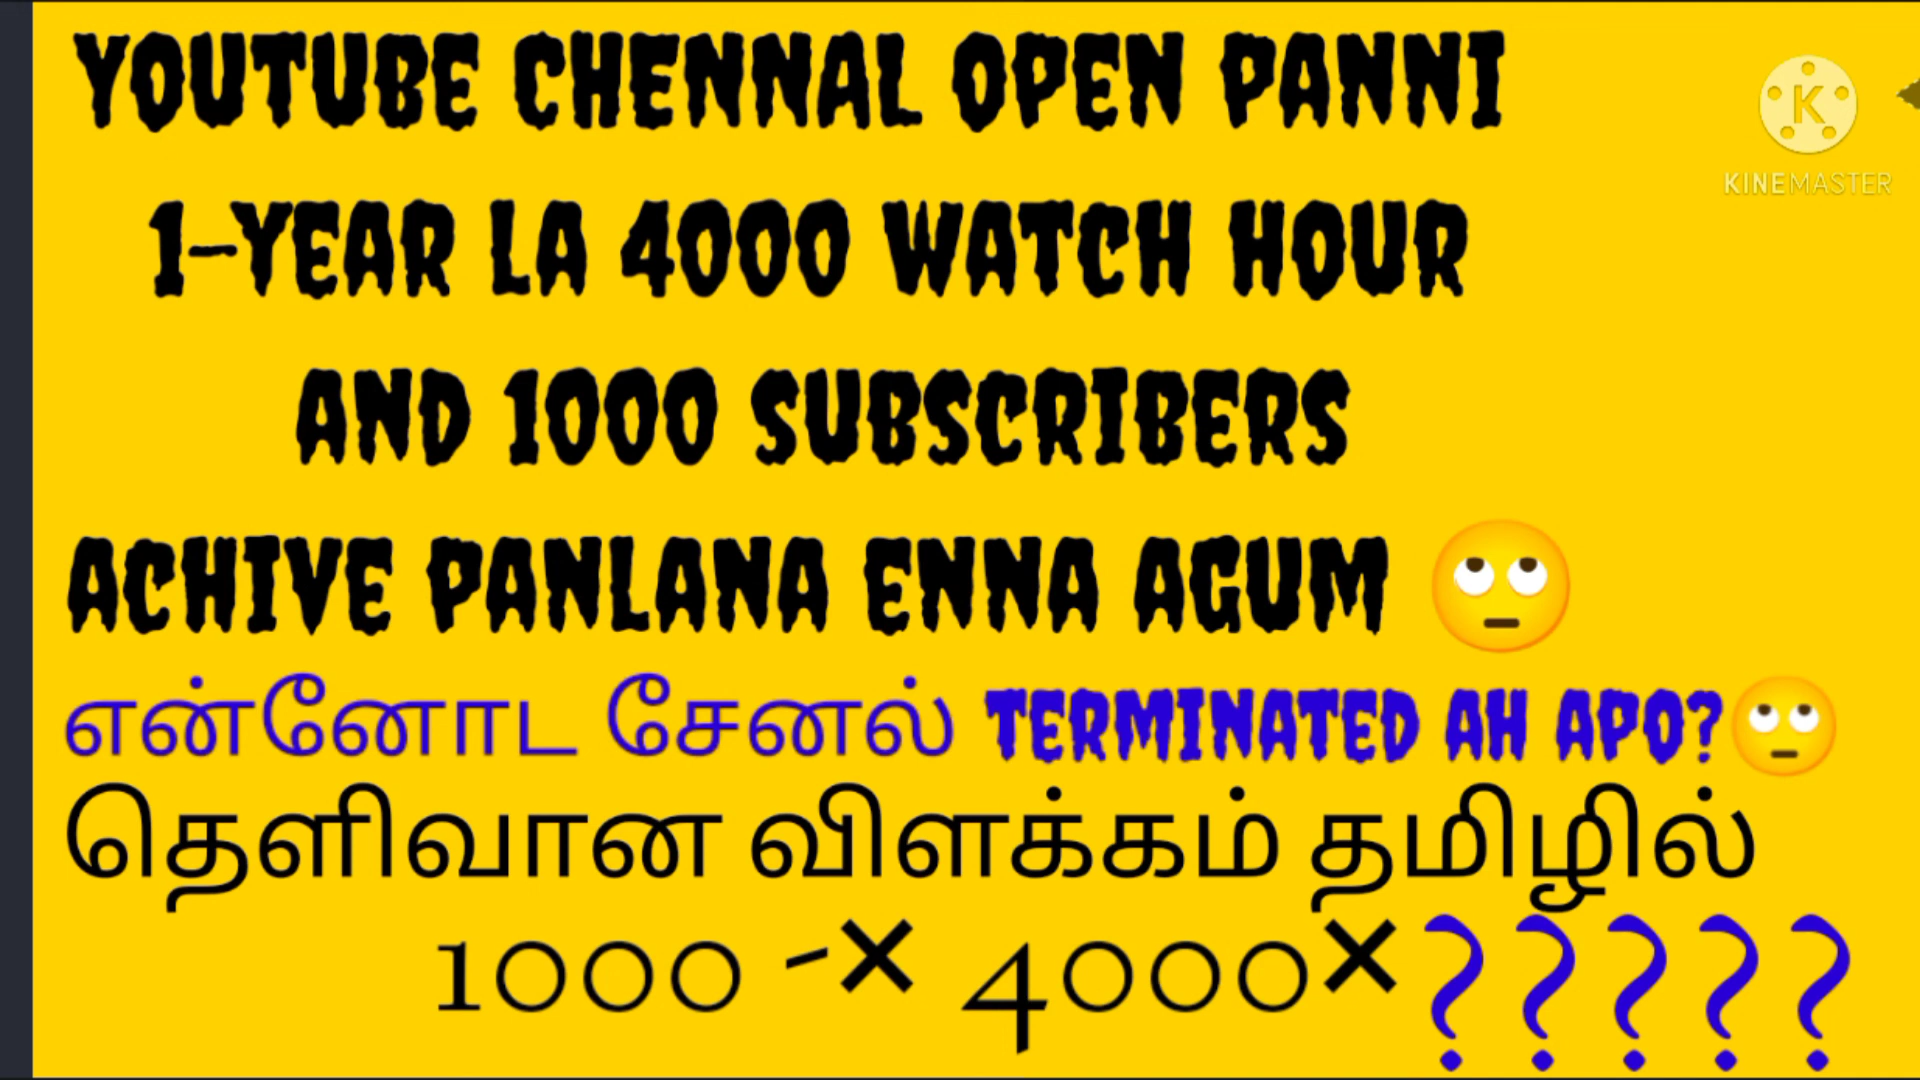 YOUTUBE CHENNAL OPEN PANNI
1-YEAR LA 4000 WATCH HOUR
AND 1000 SUBSCRIBERS
ACHIVE PANLANA ENNA AGUM 🙄
என்னோட சேனல் TERMINATED AH APO?🙄
தெளிவான விளக்கம் தமிழில்
1000 -× 4000×?????
K
KINEMASTER